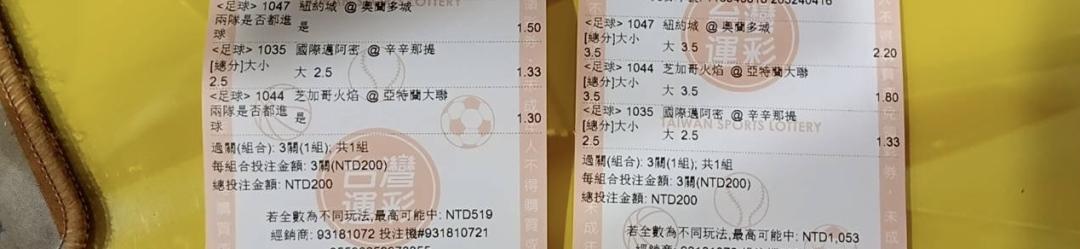 <足球> 1047 紐約城 @ 奧蘭多城
兩隊是否都進球 是 1.50
<足球> 1035 國際邁阿密 @ 辛辛那提
[總分]大小
2.5 大 2.5 1.33
<足球> 1044 芝加哥火焰 @ 亞特蘭大聯
兩隊是否都進球 是 1.30
過關(組合): 3關(1組); 共1組
每組合投注金額: 3關(NTD200)
總投注金額: NTD200
若全數為不同玩法,最高可能中: NTD519
經銷商: 93181072 投注機#931810721
台灣運彩
<足球> 1047 紐約城 @ 奧蘭多城
[總分]大小
3.5 大 3.5 2.20
<足球> 1044 芝加哥火焰 @ 亞特蘭大聯
[總分]大小
3.5 大 3.5 1.80
<足球> 1035 國際邁阿密 @ 辛辛那提
[總分]大小
2.5 大 2.5 1.33
過關(組合): 3關(1組); 共1組
每組合投注金額: 3關(NTD200)
總投注金額: NTD200
若全數為不同玩法,最高可能中: NTD1,053
台灣運彩
TAIWAN SPORTS LOTTERY